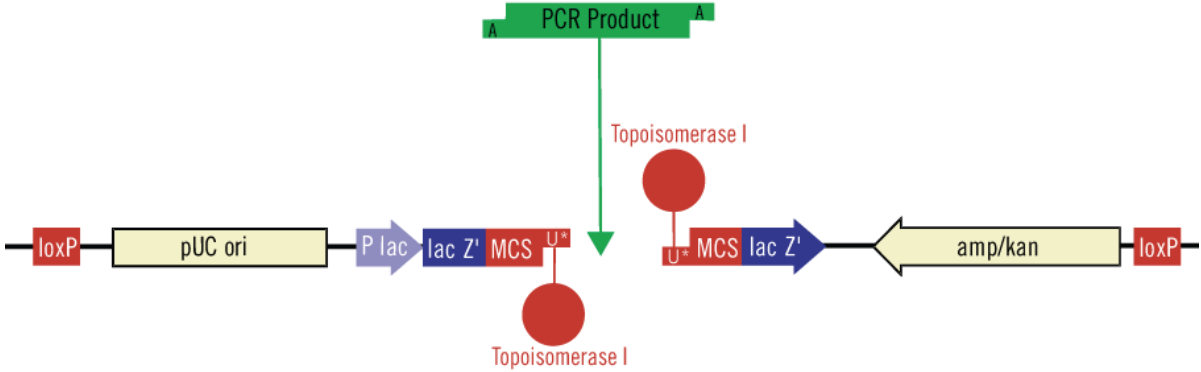 A PCR Product A
Topoisomerase I
loxP pUC ori P lac lac Z' MCS U* U* MCS lac Z' amp/kan loxP
Topoisomerase I